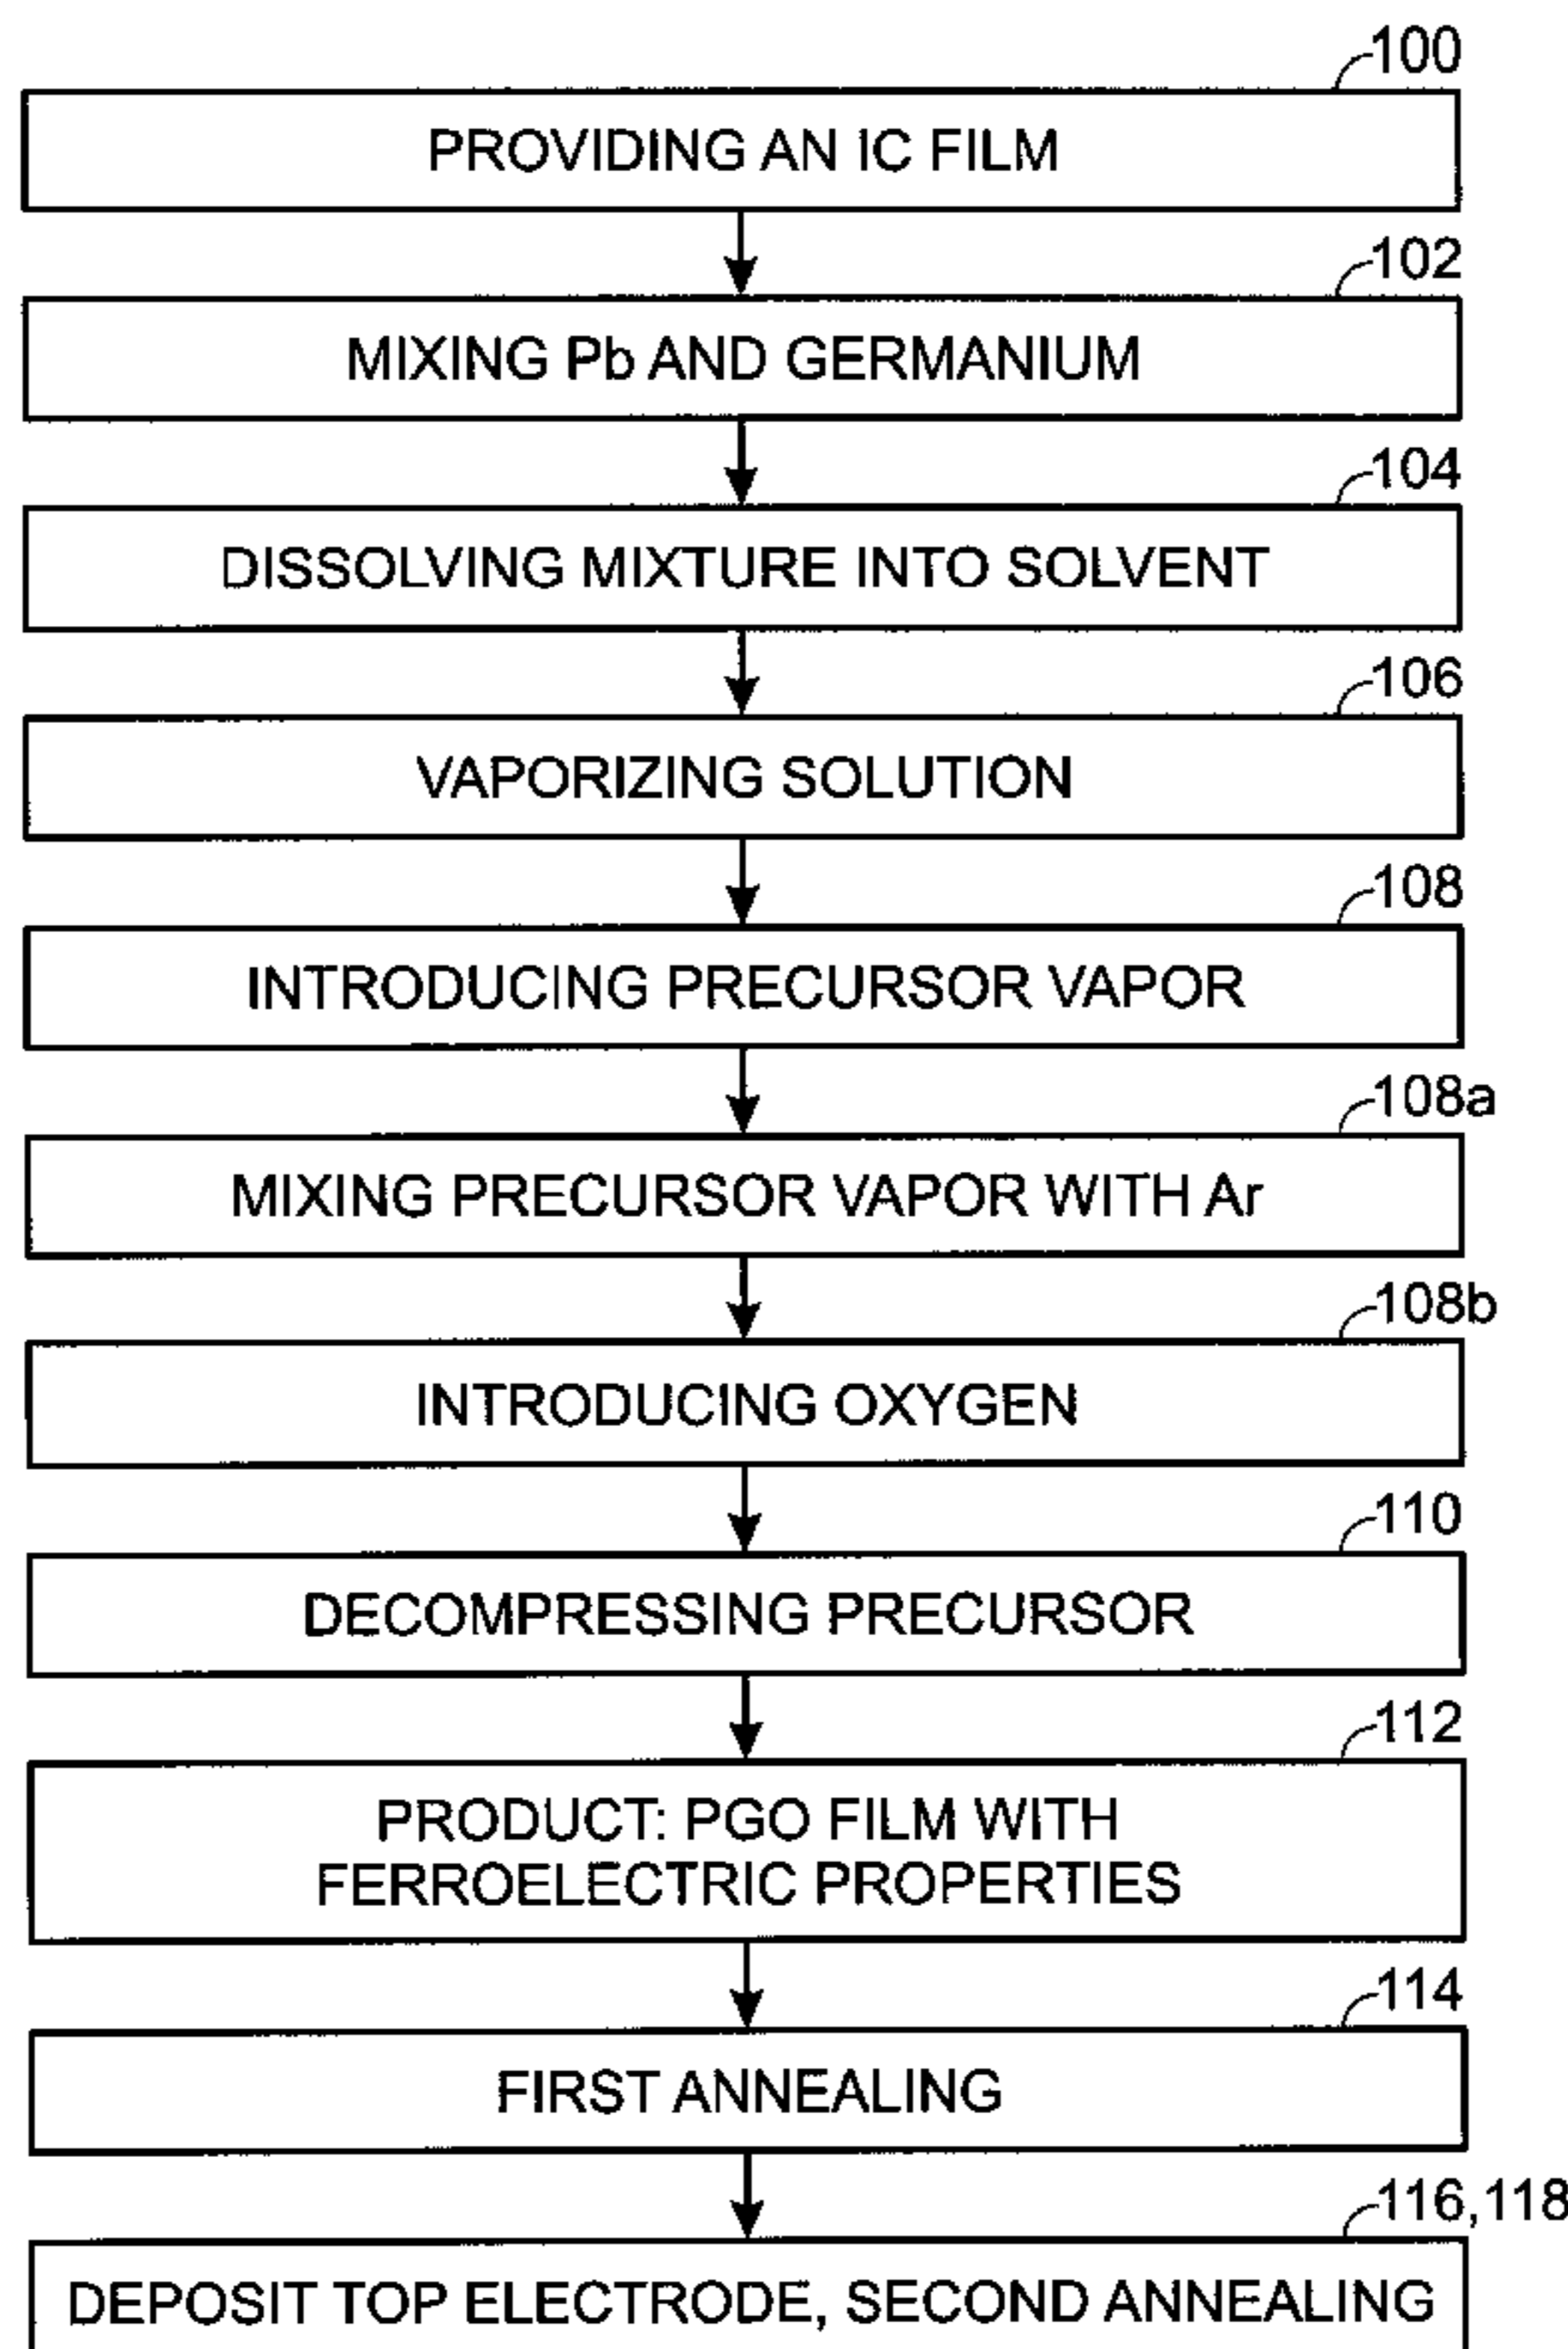 100
PROVIDING AN IC FILM
102
MIXING Pb AND GERMANIUM
104
DISSOLVING MIXTURE INTO SOLVENT
106
VAPORIZING SOLUTION
108
INTRODUCING PRECURSOR VAPOR
108a
MIXING PRECURSOR VAPOR WITH Ar
108b
INTRODUCING OXYGEN
110
DECOMPRESSING PRECURSOR
112
PRODUCT: PGO FILM WITH
FERROELECTRIC PROPERTIES
114
FIRST ANNEALING
116,118
DEPOSIT TOP ELECTRODE, SECOND ANNEALING